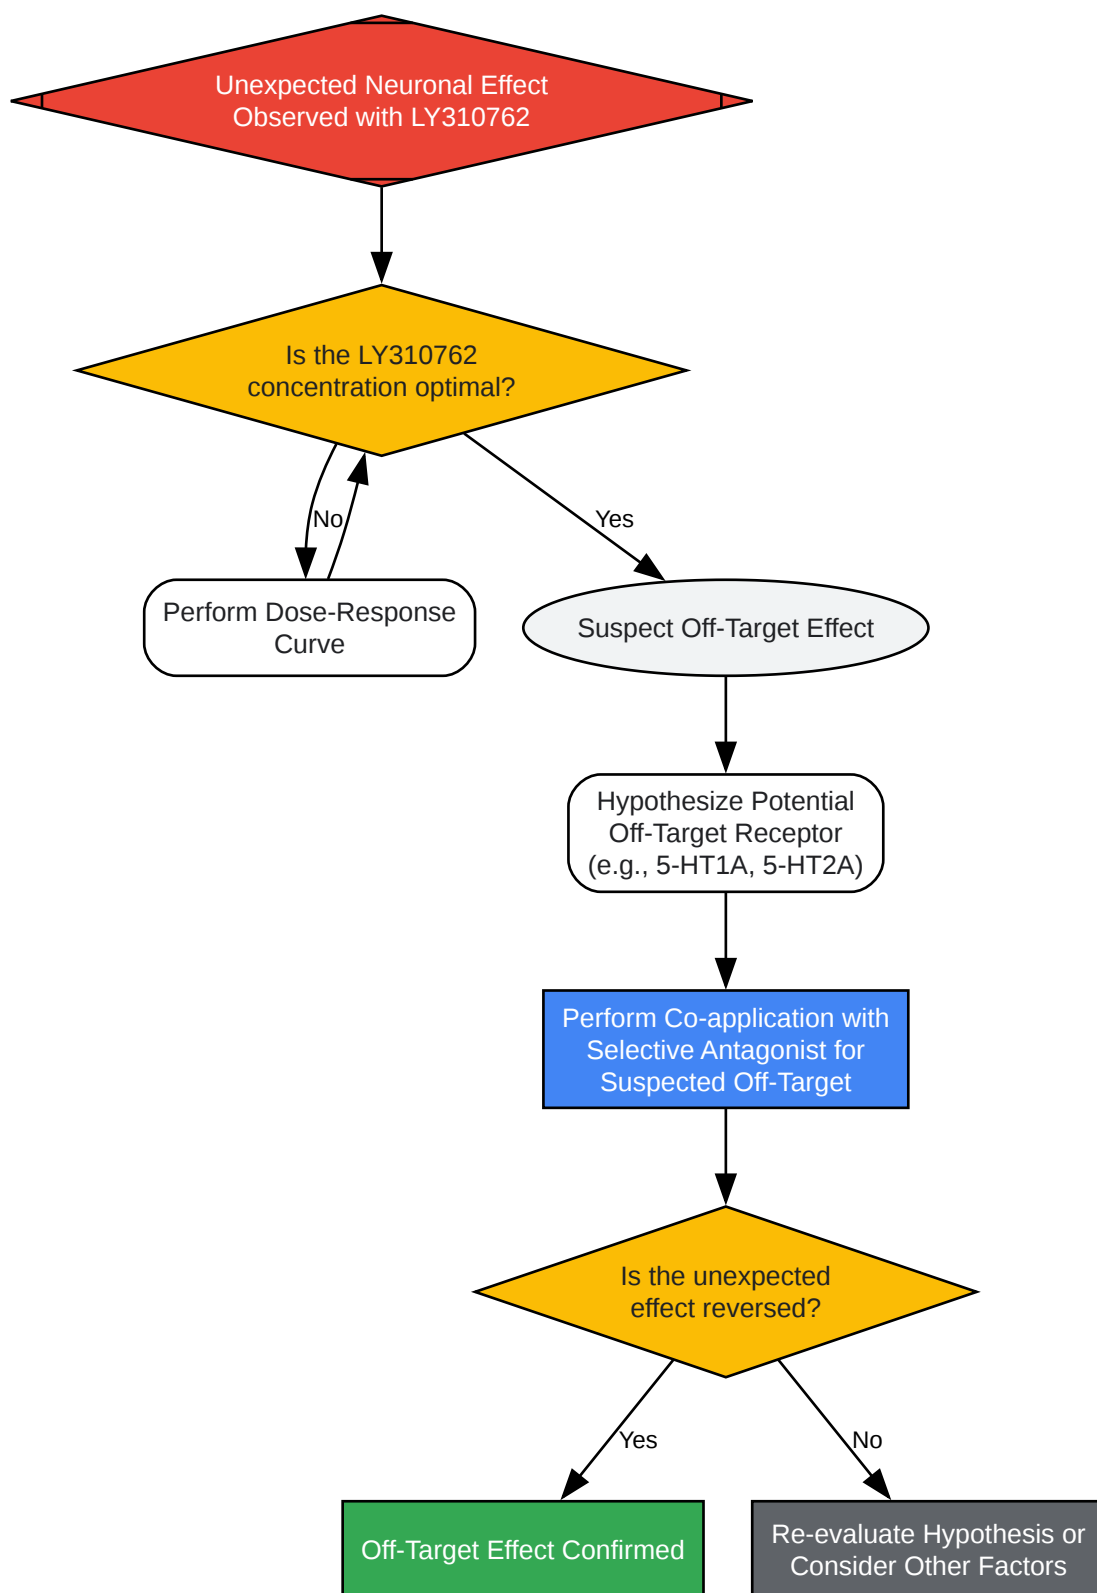 Unexpected Neuronal Effect
Observed with LY310762
Is the LY310762
concentration optimal?
No
Yes
Perform Dose-Response
Curve
Suspect Off-Target Effect
Hypothesize Potential
Off-Target Receptor
(e.g., 5-HT1A, 5-HT2A)
Perform Co-application with
Selective Antagonist for
Suspected Off-Target
Is the unexpected
effect reversed?
Yes
No
Off-Target Effect Confirmed
Re-evaluate Hypothesis or
Consider Other Factors